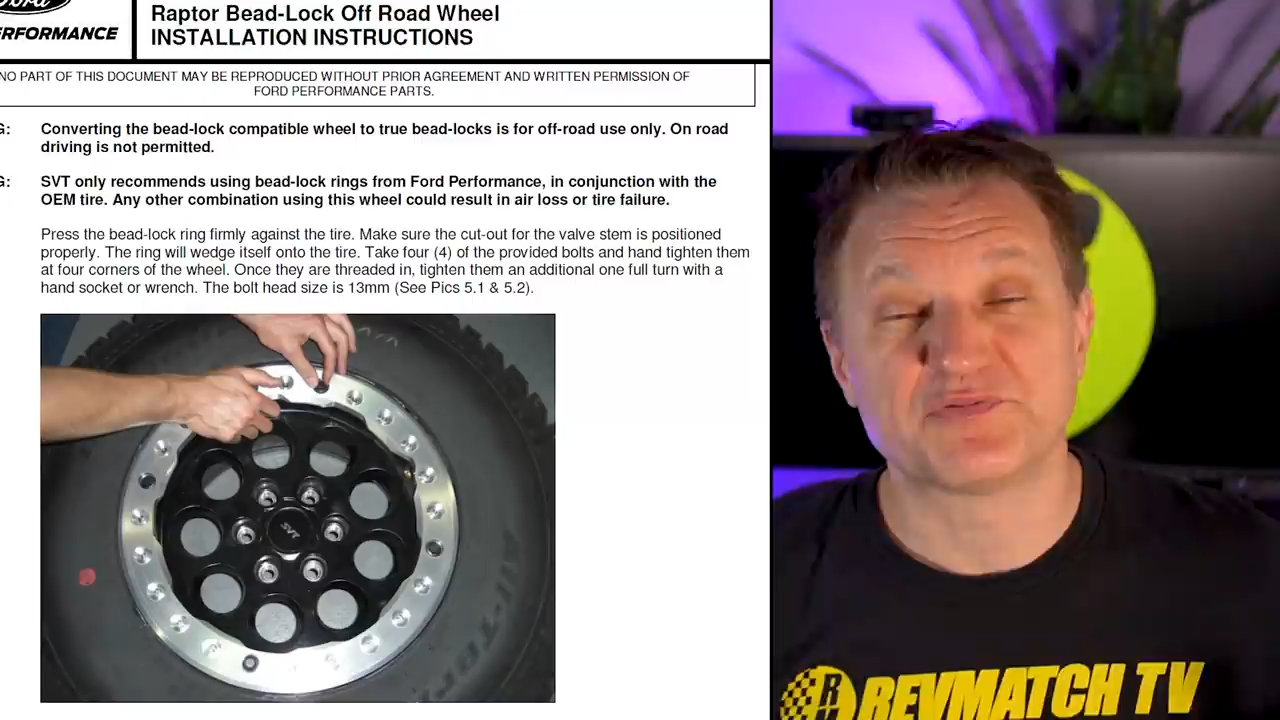 Raptor Bead-Lock Off Road Wheel
INSTALLATION INSTRUCTIONS
NO PART OF THIS DOCUMENT MAY BE REPRODUCED WITHOUT PRIOR AGREEMENT AND WRITTEN PERMISSION OF
FORD PERFORMANCE PARTS.
G: Converting the bead-lock compatible wheel to true bead-locks is for off-road use only. On road
driving is not permitted.
G: SVT only recommends using bead-lock rings from Ford Performance, in conjunction with the
OEM tire. Any other combination using this wheel could result in air loss or tire failure.
Press the bead-lock ring firmly against the tire. Make sure the cut-out for the valve stem is positioned
properly. The ring will wedge itself onto the tire. Take four (4) of the provided bolts and hand tighten them
at four corners of the wheel. Once they are threaded in, tighten them an additional one full turn with a
hand socket or wrench. The bolt head size is 13mm (See Pics 5.1 & 5.2).
SVT
R
REVMATCH TV